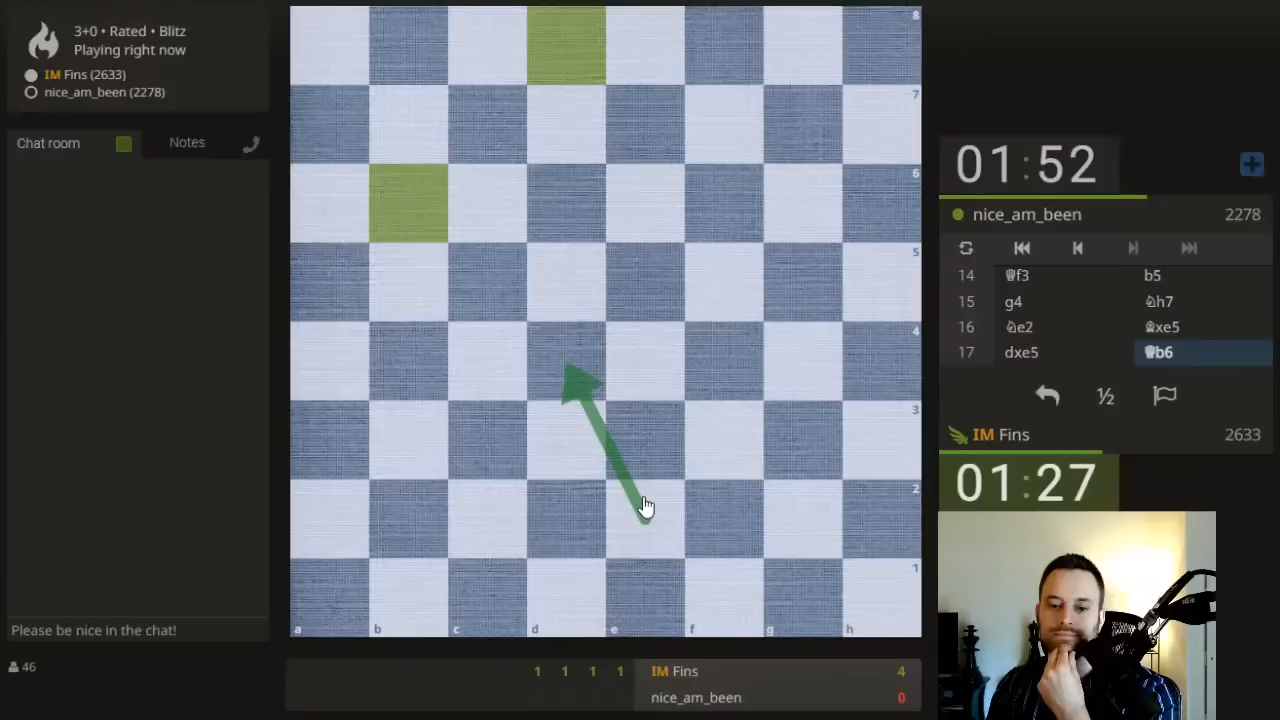 3+0 • Rated • Blitz
Playing right now
IM Fins (2633)
nice_am_been (2278)
Chat room
Notes
Please be nice in the chat!
46
8
7
6
5
4
3
2
1
a b c d e f g h
1 1 1 1 IM Fins 4
nice_am_been 0
01:52
nice_am_been 2278
14 ♕f3 b5
15 g4 ♘h7
16 ♘e2 ♗xe5
17 dxe5 ♛b6
½
IM Fins 2633
01:27